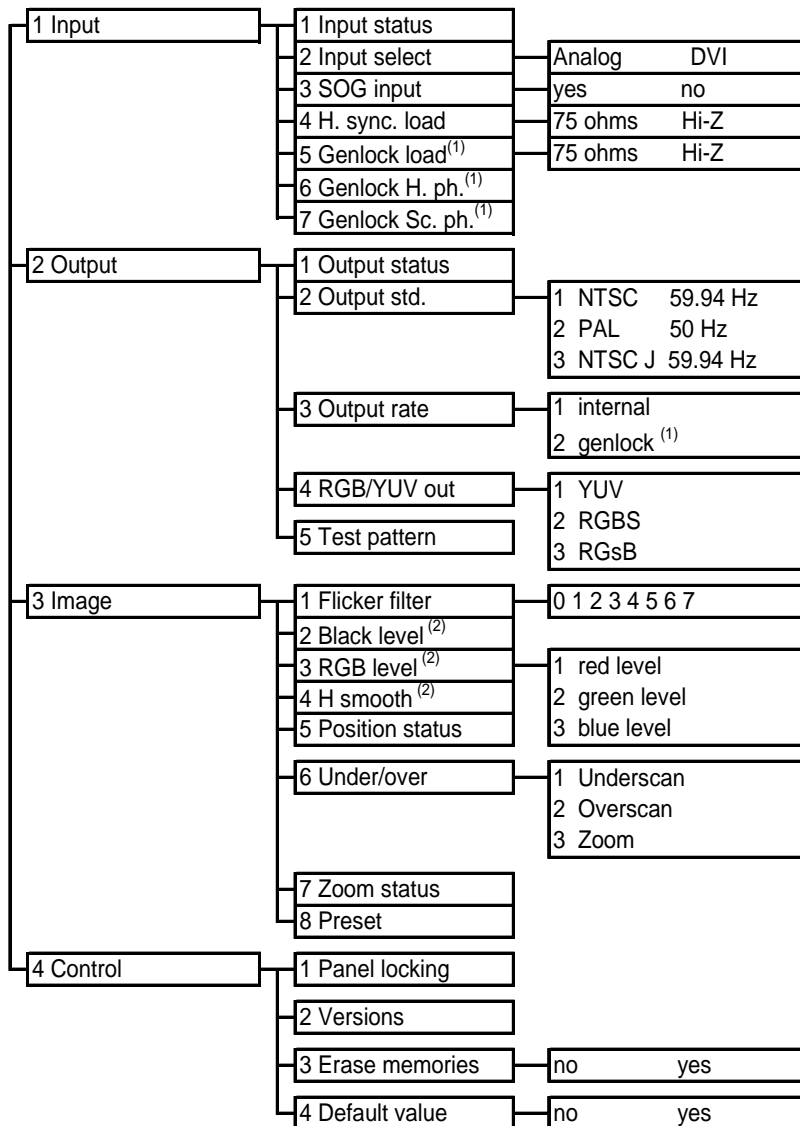 1 Input
1 Input status
2 Input select
Analog DVI
3 SOG input
yes no
4 H. sync. load
75 ohms Hi-Z
5 Genlock load(1)
75 ohms Hi-Z
6 Genlock H. ph.(1)
7 Genlock Sc. ph.(1)
2 Output
1 Output status
2 Output std.
1 NTSC 59.94 Hz
2 PAL 50 Hz
3 NTSC J 59.94 Hz
3 Output rate
1 internal
2 genlock (1)
4 RGB/YUV out
1 YUV
2 RGBS
3 RGsB
5 Test pattern
3 Image
1 Flicker filter
0 1 2 3 4 5 6 7
2 Black level (2)
3 RGB level (2)
1 red level
2 green level
3 blue level
4 H smooth (2)
5 Position status
6 Under/over
1 Underscan
2 Overscan
3 Zoom
7 Zoom status
8 Preset
4 Control
1 Panel locking
2 Versions
3 Erase memories
no yes
4 Default value
no yes